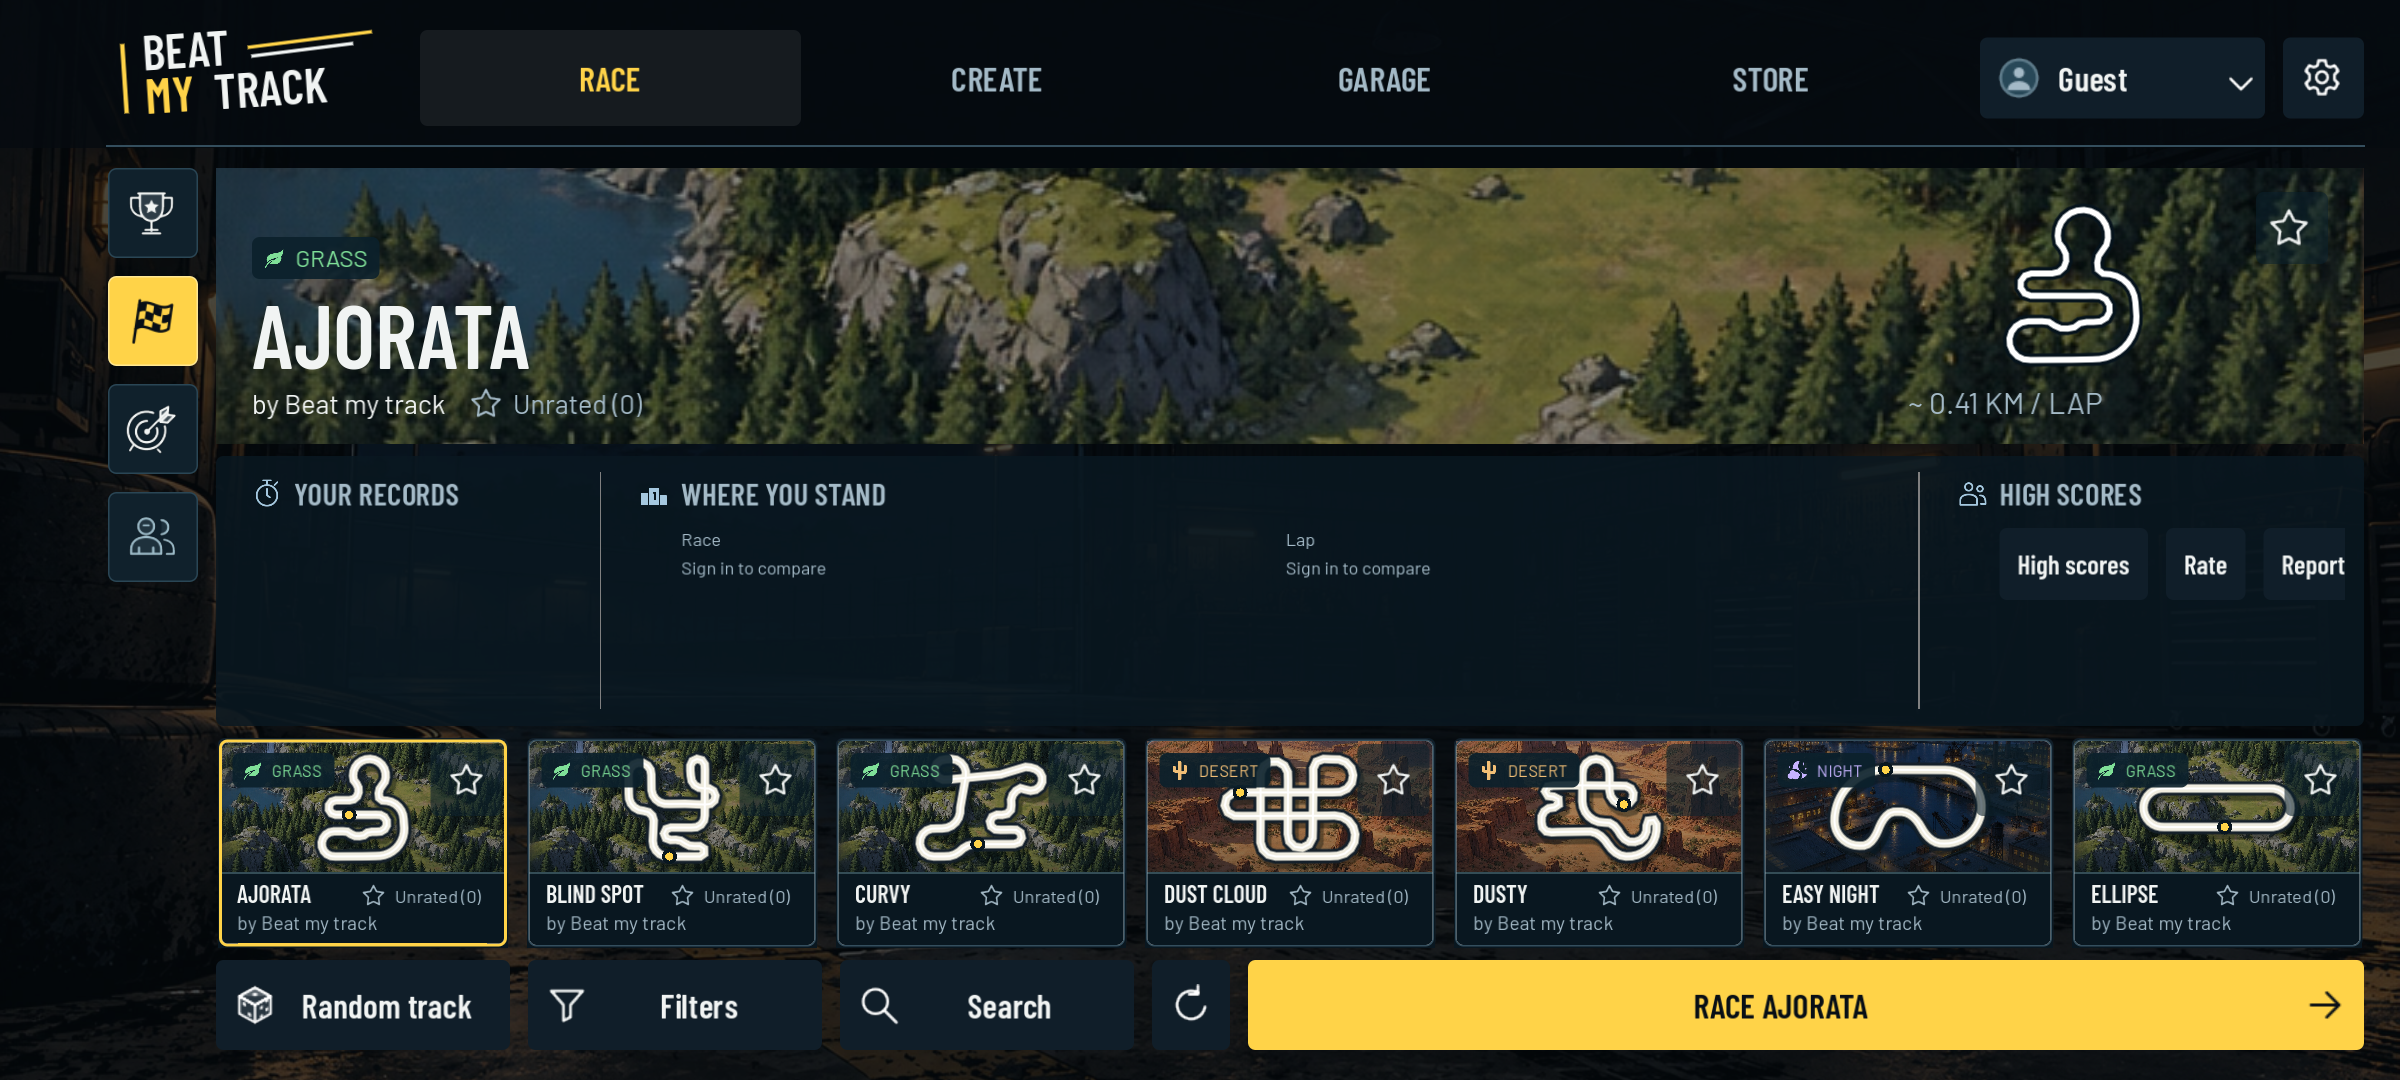 BEAT
MY TRACK
RACE
CREATE
GARAGE
STORE
Guest
GRASS
AJORATA
by Beat my track
Unrated (0)
~ 0.41 KM / LAP
YOUR RECORDS
WHERE YOU STAND
Race
Sign in to compare
Lap
Sign in to compare
HIGH SCORES
High scores
Rate
Report
GRASS
AJORATA
Unrated (0)
by Beat my track
GRASS
BLIND SPOT
Unrated (0)
by Beat my track
GRASS
CURVY
Unrated (0)
by Beat my track
DESERT
DUST CLOUD
Unrated (0)
by Beat my track
DESERT
DUSTY
Unrated (0)
by Beat my track
NIGHT
EASY NIGHT
Unrated (0)
by Beat my track
GRASS
ELLIPSE
Unrated (0)
by Beat my track
Random track
Filters
Search
RACE AJORATA